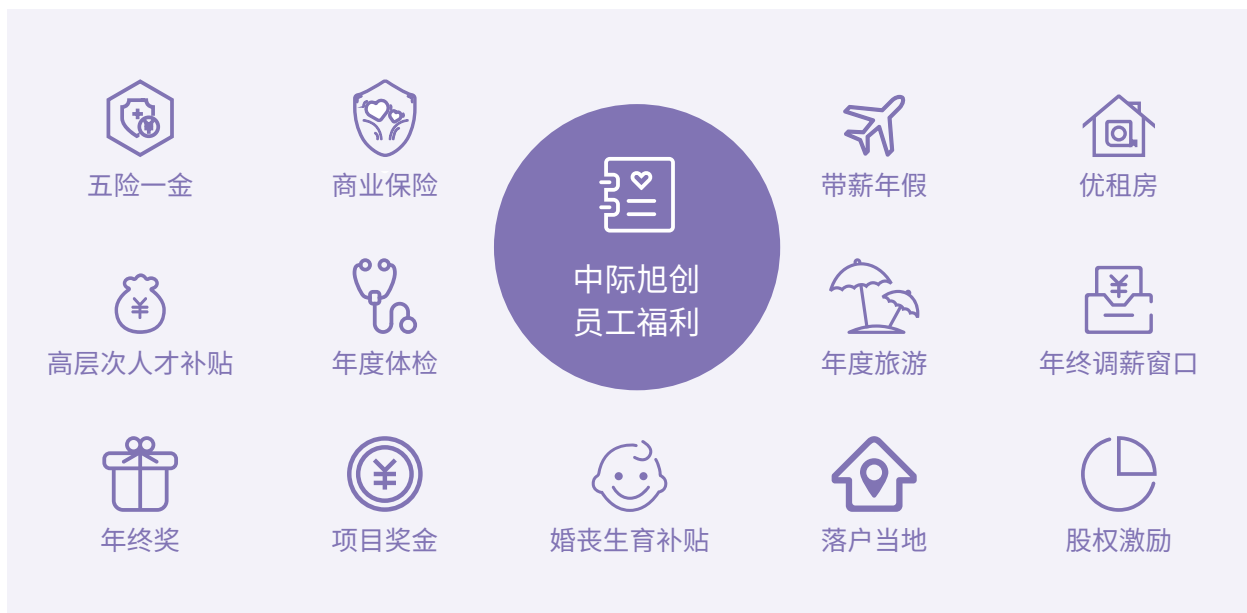 五险一金
商业保险
中际旭创
员工福利
带薪年假
优租房
高层次人才补贴
年度体检
年度旅游
年终调薪窗口
年终奖
项目奖金
婚丧生育补贴
落户当地
股权激励